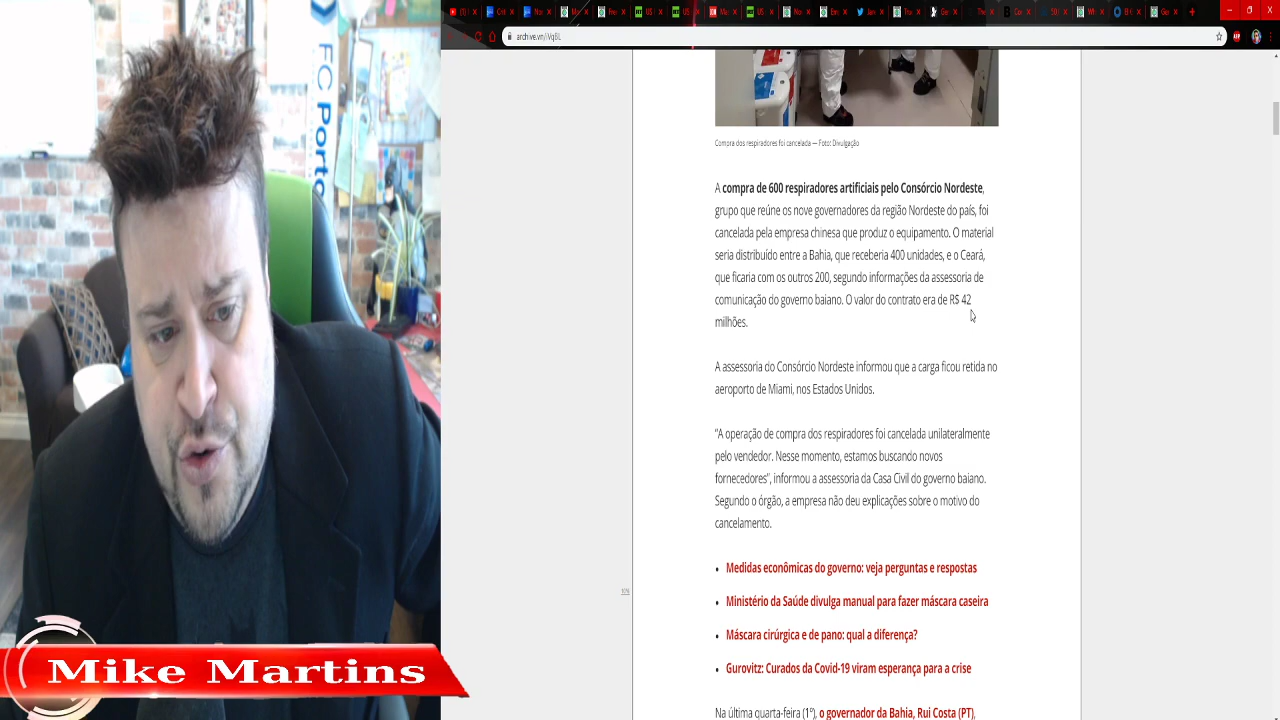 FC Porto
archive.vn/iVqBL
Compra dos respiradores foi cancelada — Foto: Divulgação
A compra de 600 respiradores artificiais pelo Consórcio Nordeste,
grupo que reúne os nove governadores da região Nordeste do país, foi
cancelada pela empresa chinesa que produz o equipamento. O material
seria distribuído entre a Bahia, que receberia 400 unidades, e o Ceará,
que ficaria com os outros 200, segundo informações da assessoria de
comunicação do governo baiano. O valor do contrato era de R$ 42
milhões.
A assessoria do Consórcio Nordeste informou que a carga ficou retida no
aeroporto de Miami, nos Estados Unidos.
“A operação de compra dos respiradores foi cancelada unilateralmente
pelo vendedor. Nesse momento, estamos buscando novos
fornecedores”, informou a assessoria da Casa Civil do governo baiano.
Segundo o órgão, a empresa não deu explicações sobre o motivo do
cancelamento.
Medidas econômicas do governo: veja perguntas e respostas
Ministério da Saúde divulga manual para fazer máscara caseira
Máscara cirúrgica e de pano: qual a diferença?
Gurovitz: Curados da Covid-19 viram esperança para a crise
Na última quarta-feira (1º), o governador da Bahia, Rui Costa (PT),
Mike Martins